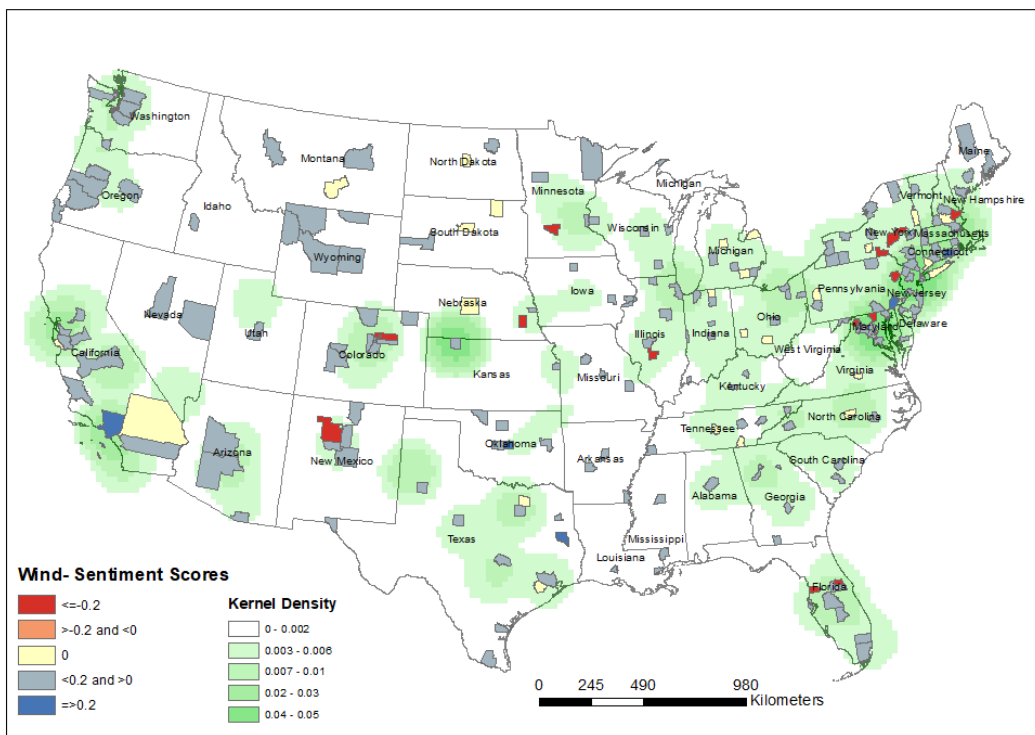 Washington
Montana
North Dakota
Minnesota
Michigan
Maine
Vermont
New Hampshire
Oregon
Idaho
South Dakota
Wisconsin
Michigan
New York
Massachusetts
Connecticut
Wyoming
Iowa
Pennsylvania
New Jersey
Nebraska
Nevada
Utah
Illinois
Indiana
Ohio
Maryland
Delaware
California
Colorado
Kansas
Missouri
West Virginia
Virginia
Kentucky
Arizona
New Mexico
Oklahoma
Arkansas
Tennessee
North Carolina
South Carolina
Alabama
Georgia
Texas
Mississippi
Louisiana
Florida
Wind- Sentiment Scores
<=-0.2
>-0.2 and <0
0
<0.2 and >0
=>0.2
Kernel Density
0 - 0.002
0.003 - 0.006
0.007 - 0.01
0.02 - 0.03
0.04 - 0.05
0 245 490 980
Kilometers